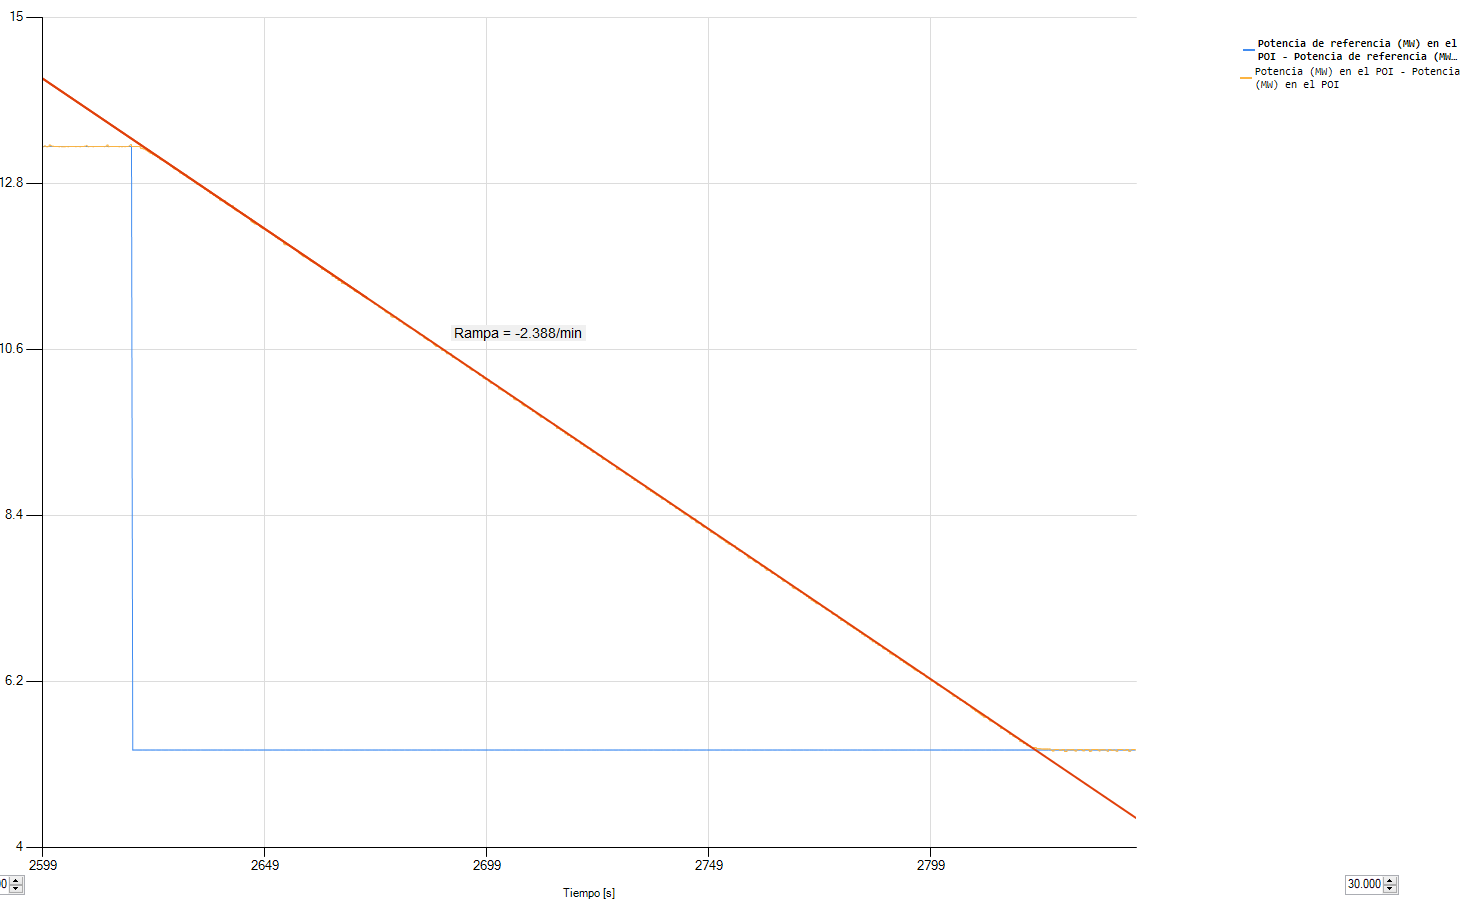 15
Potencia de referencia (MW) en el
POI - Potencia de referencia (MW…
Potencia (MW) en el POI - Potencia
(MW) en el POI
12.8
Rampa = -2.388/min
10.6
8.4
6.2
4
2599 2649 2699 2749 2799
30.000
Tiempo [s]